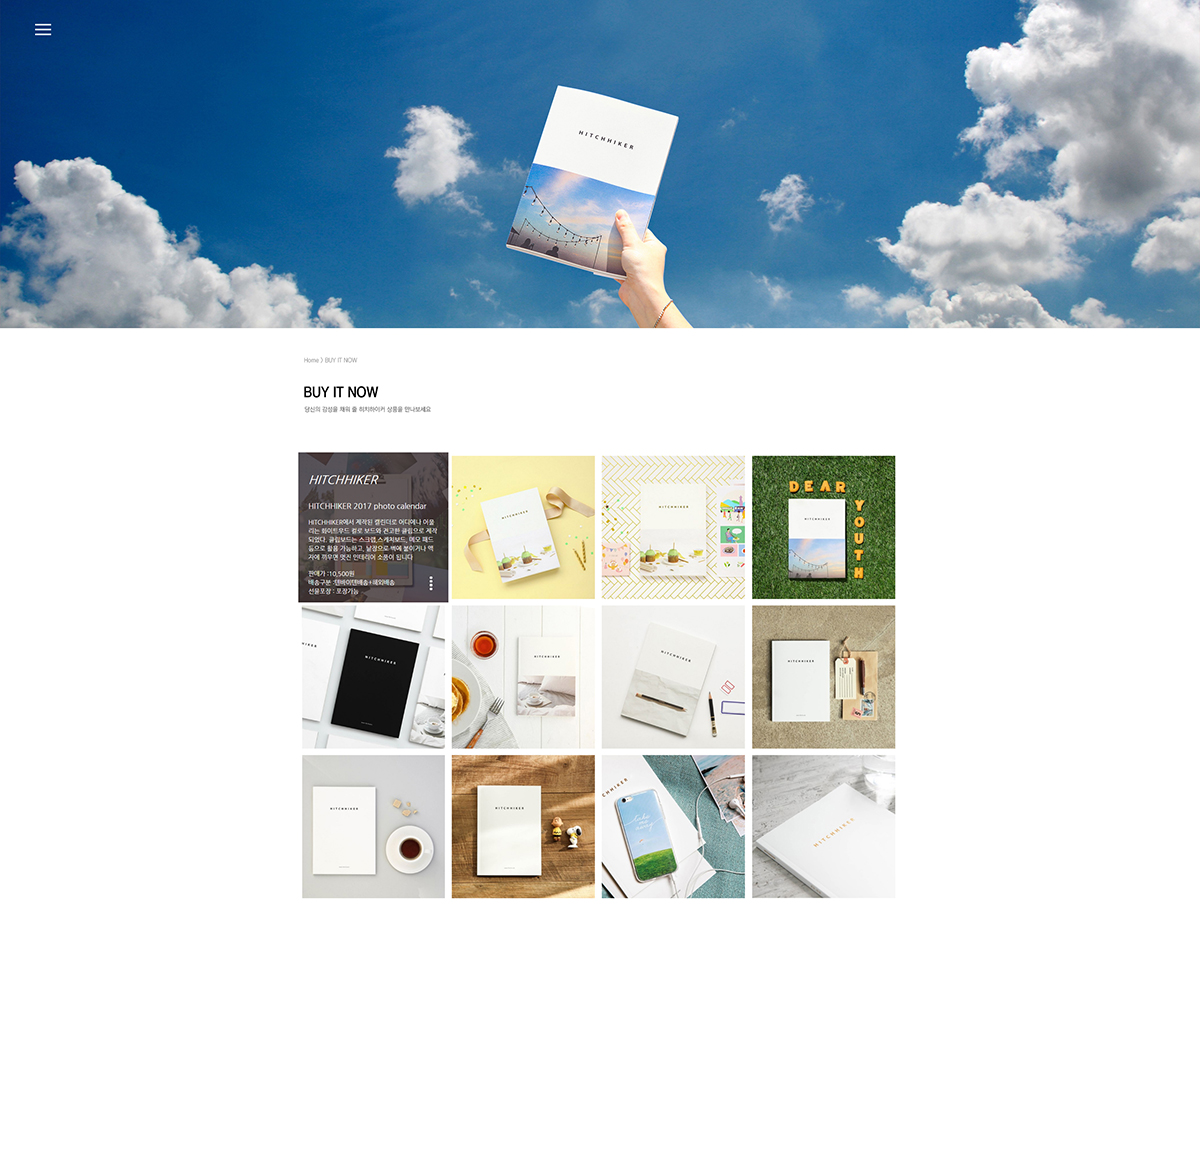 HITCHHIKER
Home > BUY IT NOW
BUY IT NOW
당신의 감성을 채워 줄 히치하이커 상품을 만나보세요
HITCHHIKER
HITCHHIKER 2017 photo calendar
HITCHHIKER에서 제작된 캘린더로 어디에나 어울
리는 화이트우드 컬로 보드와 견고한 클립으로 제작
되었다. 클립보드는 스크랩,스케치보드, 메모 패드
등으로 활용 가능하고, 낱장으로 벽에 붙이거나 액
자에 끼우면 멋진 인테리어 소품이 됩니다
판매가 :10,500원
배송구분 :텐바이텐배송+해외배송
선물포장 : 포장가능
HITCHHIKER
HITCHHIKER
DEAR
YOUTH
HITCHHIKER
HITCHHIKER
HITCHHIKER
HITCHHIKER
HITCHHIKER
HITCHHIKER
HITCHHIKER
CHHIKER
HITCHHIKER